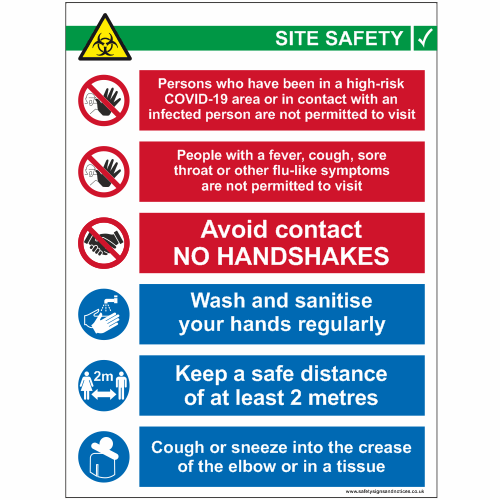 SITE SAFETY
Persons who have been in a high-risk
COVID-19 area or in contact with an
infected person are not permitted to visit
People with a fever, cough, sore
throat or other flu-like symptoms
are not permitted to visit
Avoid contact
NO HANDSHAKES
Wash and sanitise
your hands regularly
2m
Keep a safe distance
of at least 2 metres
Cough or sneeze into the crease
of the elbow or in a tissue
www.safetysignsandnotices.co.uk